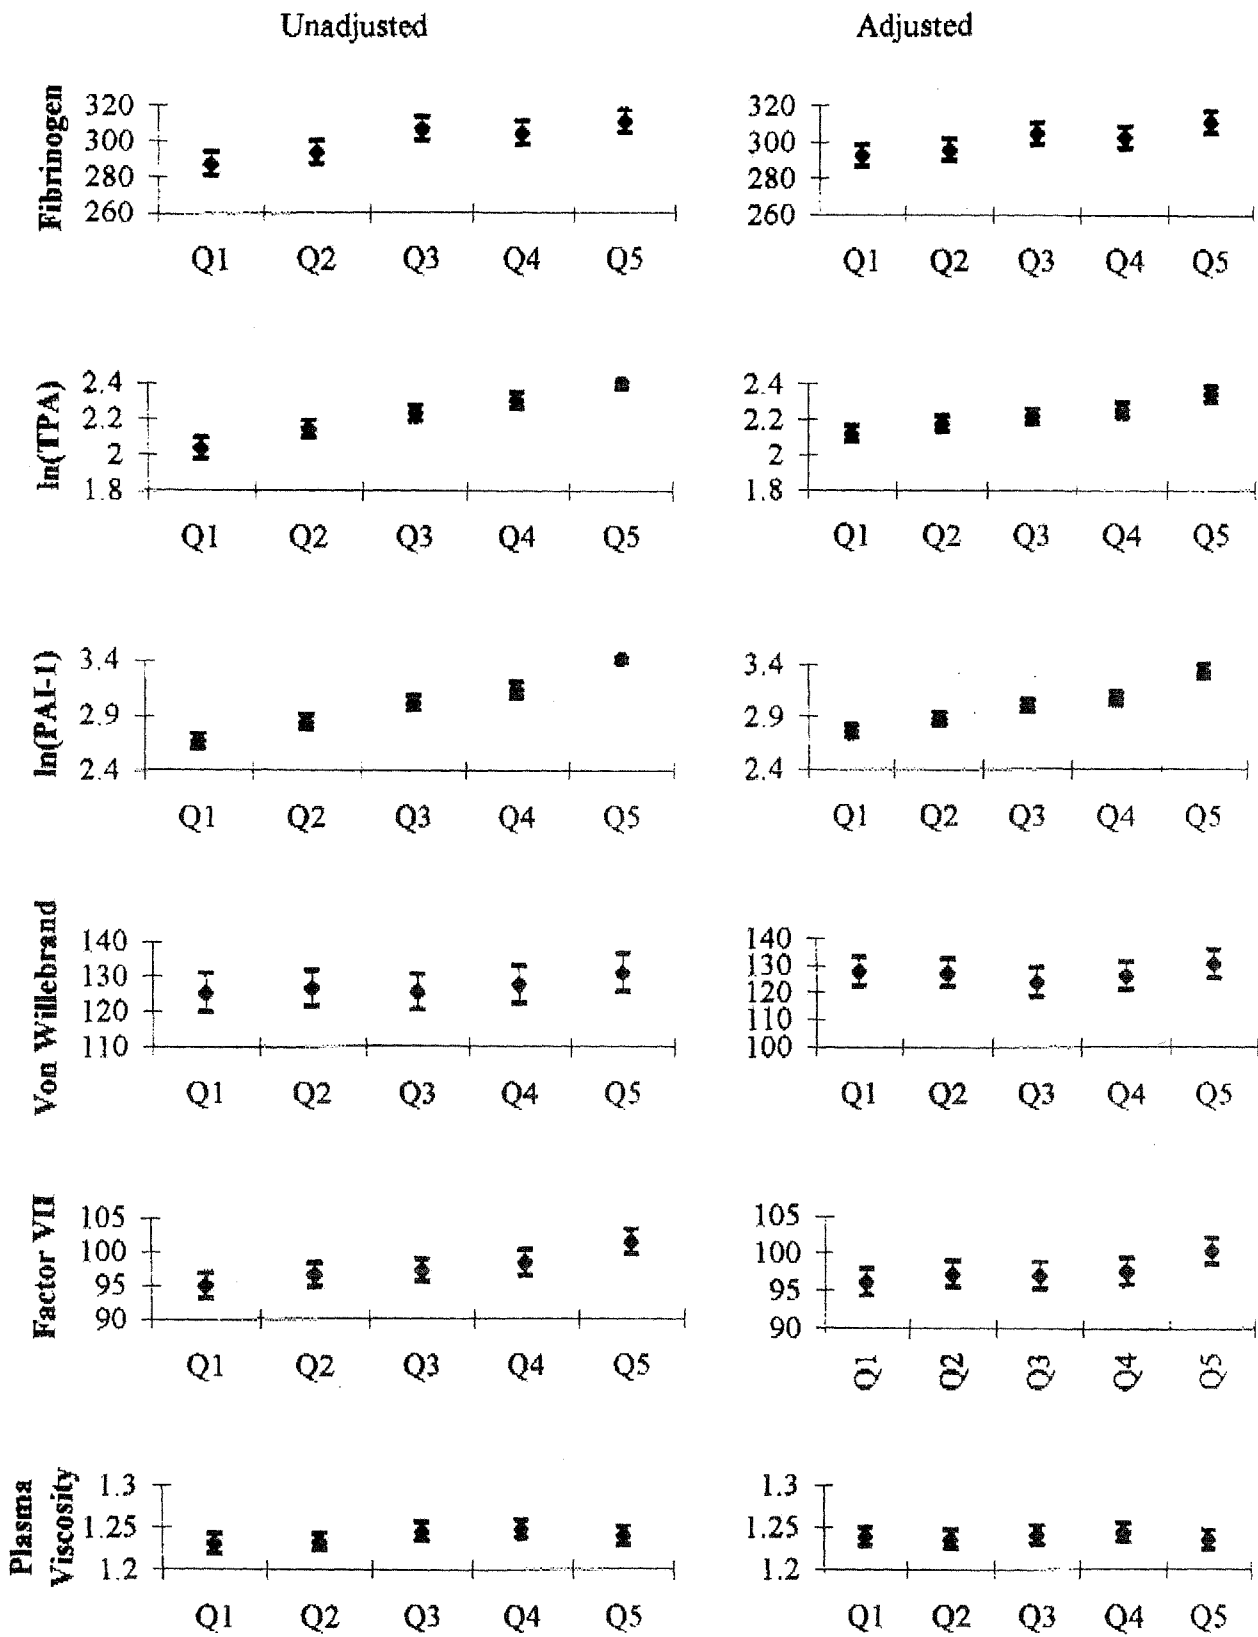 Unadjusted Adjusted
Fibrinogen
320
300
280
260
Q1 Q2 Q3 Q4 Q5
320
300
280
260
Q1 Q2 Q3 Q4 Q5
ln(TPA)
2.4
2.2
2
1.8
Q1 Q2 Q3 Q4 Q5
2.4
2.2
2
1.8
Q1 Q2 Q3 Q4 Q5
ln(PAI-1)
3.4
2.9
2.4
Q1 Q2 Q3 Q4 Q5
3.4
2.9
2.4
Q1 Q2 Q3 Q4 Q5
Von Willebrand
140
130
120
110
Q1 Q2 Q3 Q4 Q5
140
130
120
110
100
Q1 Q2 Q3 Q4 Q5
Factor VII
105
100
95
90
Q1 Q2 Q3 Q4 Q5
105
100
95
90
Q1 Q2 Q3 Q4 Q5
Plasma
Viscosity
1.3
1.25
1.2
Q1 Q2 Q3 Q4 Q5
1.3
1.25
1.2
Q1 Q2 Q3 Q4 Q5